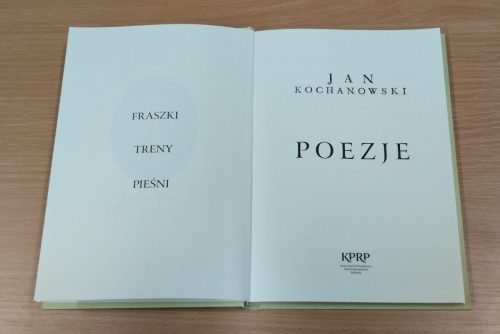 FRASZKI
TRENY
PIEŚNI
JAN
KOCHANOWSKI
POEZJE
KPRP